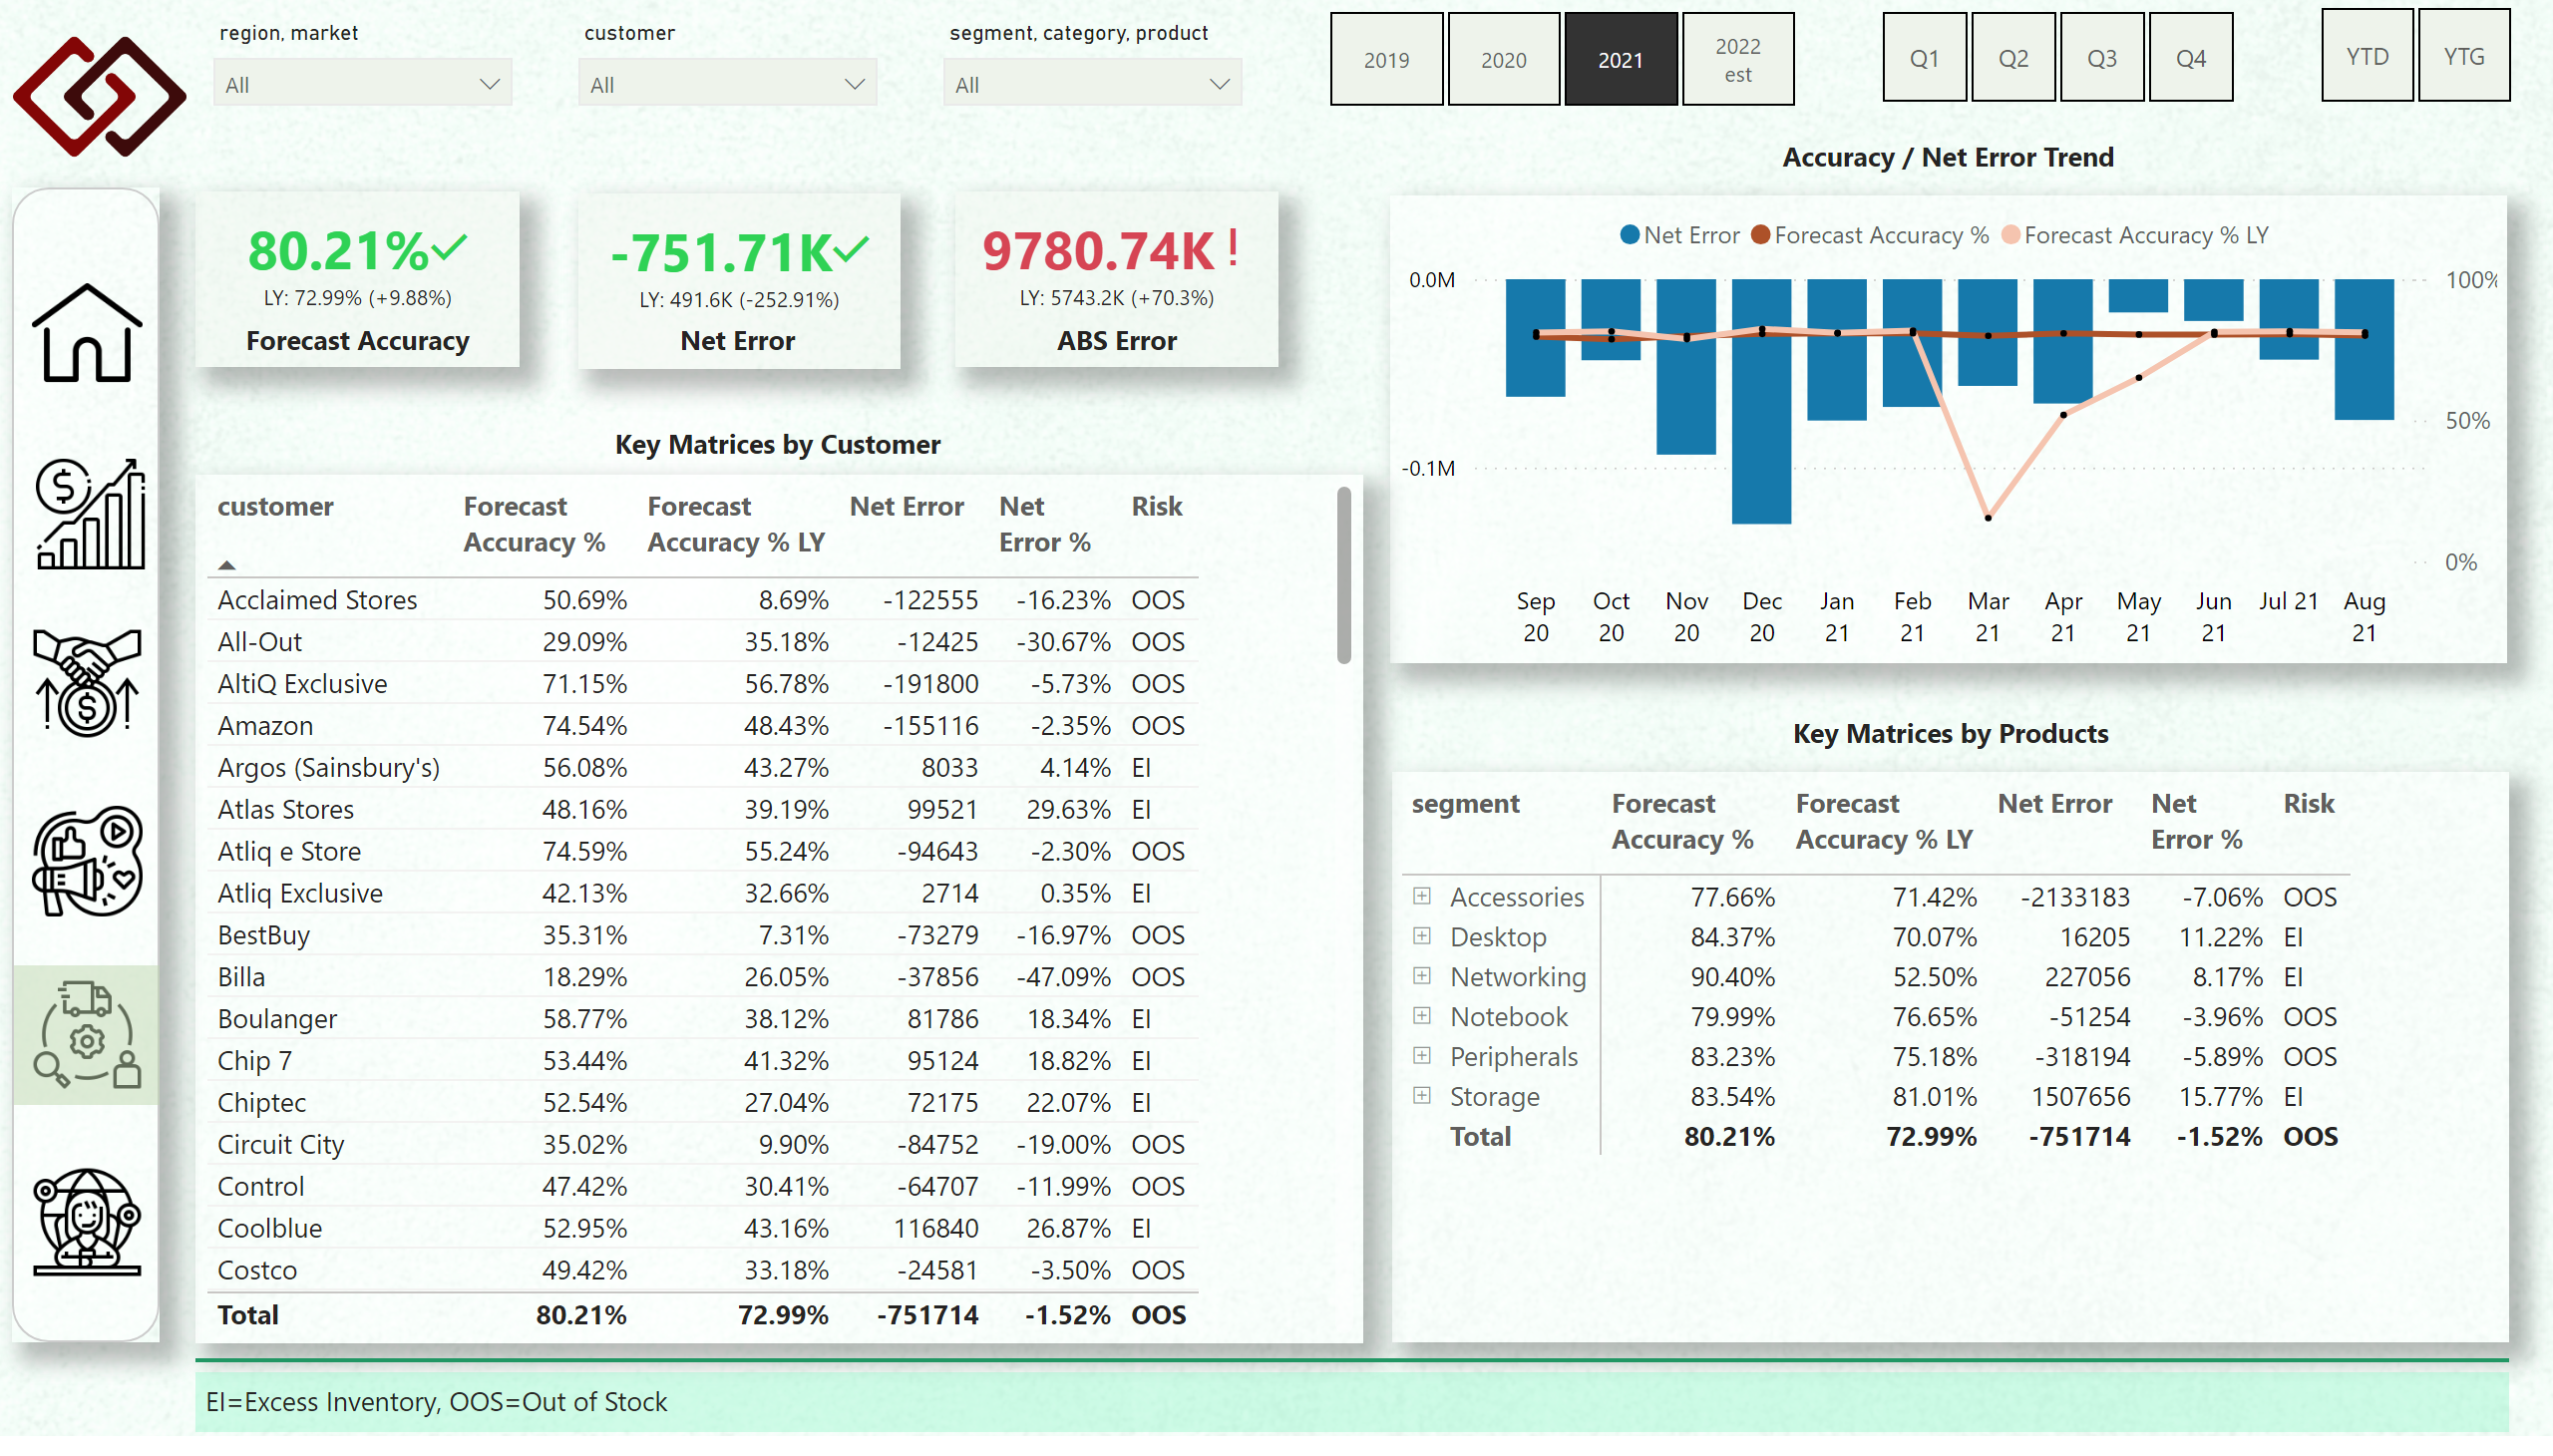 region, market
customer
segment, category, product
All
All
All
2019
2020
2021
2022
est
Q1
Q2
Q3
Q4
YTD
YTG
80.21%
LY: 72.99% (+9.88%)
Forecast Accuracy
-751.71K
LY: 491.6K (-252.91%)
Net Error
9780.74K !
LY: 5743.2K (+70.3%)
ABS Error
Accuracy / Net Error Trend
Net Error Forecast Accuracy % Forecast Accuracy % LY
0.0M
-0.1M
100%
50%
0%
Sep 20
Oct 20
Nov 20
Dec 20
Jan 21
Feb 21
Mar 21
Apr 21
May 21
Jun 21
Jul 21
Aug 21
Key Matrices by Customer
customer Forecast Accuracy % Forecast Accuracy % LY Net Error Net Error % Risk
Acclaimed Stores 50.69% 8.69% -122555 -16.23% OOS
All-Out 29.09% 35.18% -12425 -30.67% OOS
AltiQ Exclusive 71.15% 56.78% -191800 -5.73% OOS
Amazon 74.54% 48.43% -155116 -2.35% OOS
Argos (Sainsbury's) 56.08% 43.27% 8033 4.14% EI
Atlas Stores 48.16% 39.19% 99521 29.63% EI
Atliq e Store 74.59% 55.24% -94643 -2.30% OOS
Atliq Exclusive 42.13% 32.66% 2714 0.35% EI
BestBuy 35.31% 7.31% -73279 -16.97% OOS
Billa 18.29% 26.05% -37856 -47.09% OOS
Boulanger 58.77% 38.12% 81786 18.34% EI
Chip 7 53.44% 41.32% 95124 18.82% EI
Chiptec 52.54% 27.04% 72175 22.07% EI
Circuit City 35.02% 9.90% -84752 -19.00% OOS
Control 47.42% 30.41% -64707 -11.99% OOS
Coolblue 52.95% 43.16% 116840 26.87% EI
Costco 49.42% 33.18% -24581 -3.50% OOS
Total 80.21% 72.99% -751714 -1.52% OOS
Key Matrices by Products
segment Forecast Accuracy % Forecast Accuracy % LY Net Error Net Error % Risk
Accessories 77.66% 71.42% -2133183 -7.06% OOS
Desktop 84.37% 70.07% 16205 11.22% EI
Networking 90.40% 52.50% 227056 8.17% EI
Notebook 79.99% 76.65% -51254 -3.96% OOS
Peripherals 83.23% 75.18% -318194 -5.89% OOS
Storage 83.54% 81.01% 1507656 15.77% EI
Total 80.21% 72.99% -751714 -1.52% OOS
EI=Excess Inventory, OOS=Out of Stock